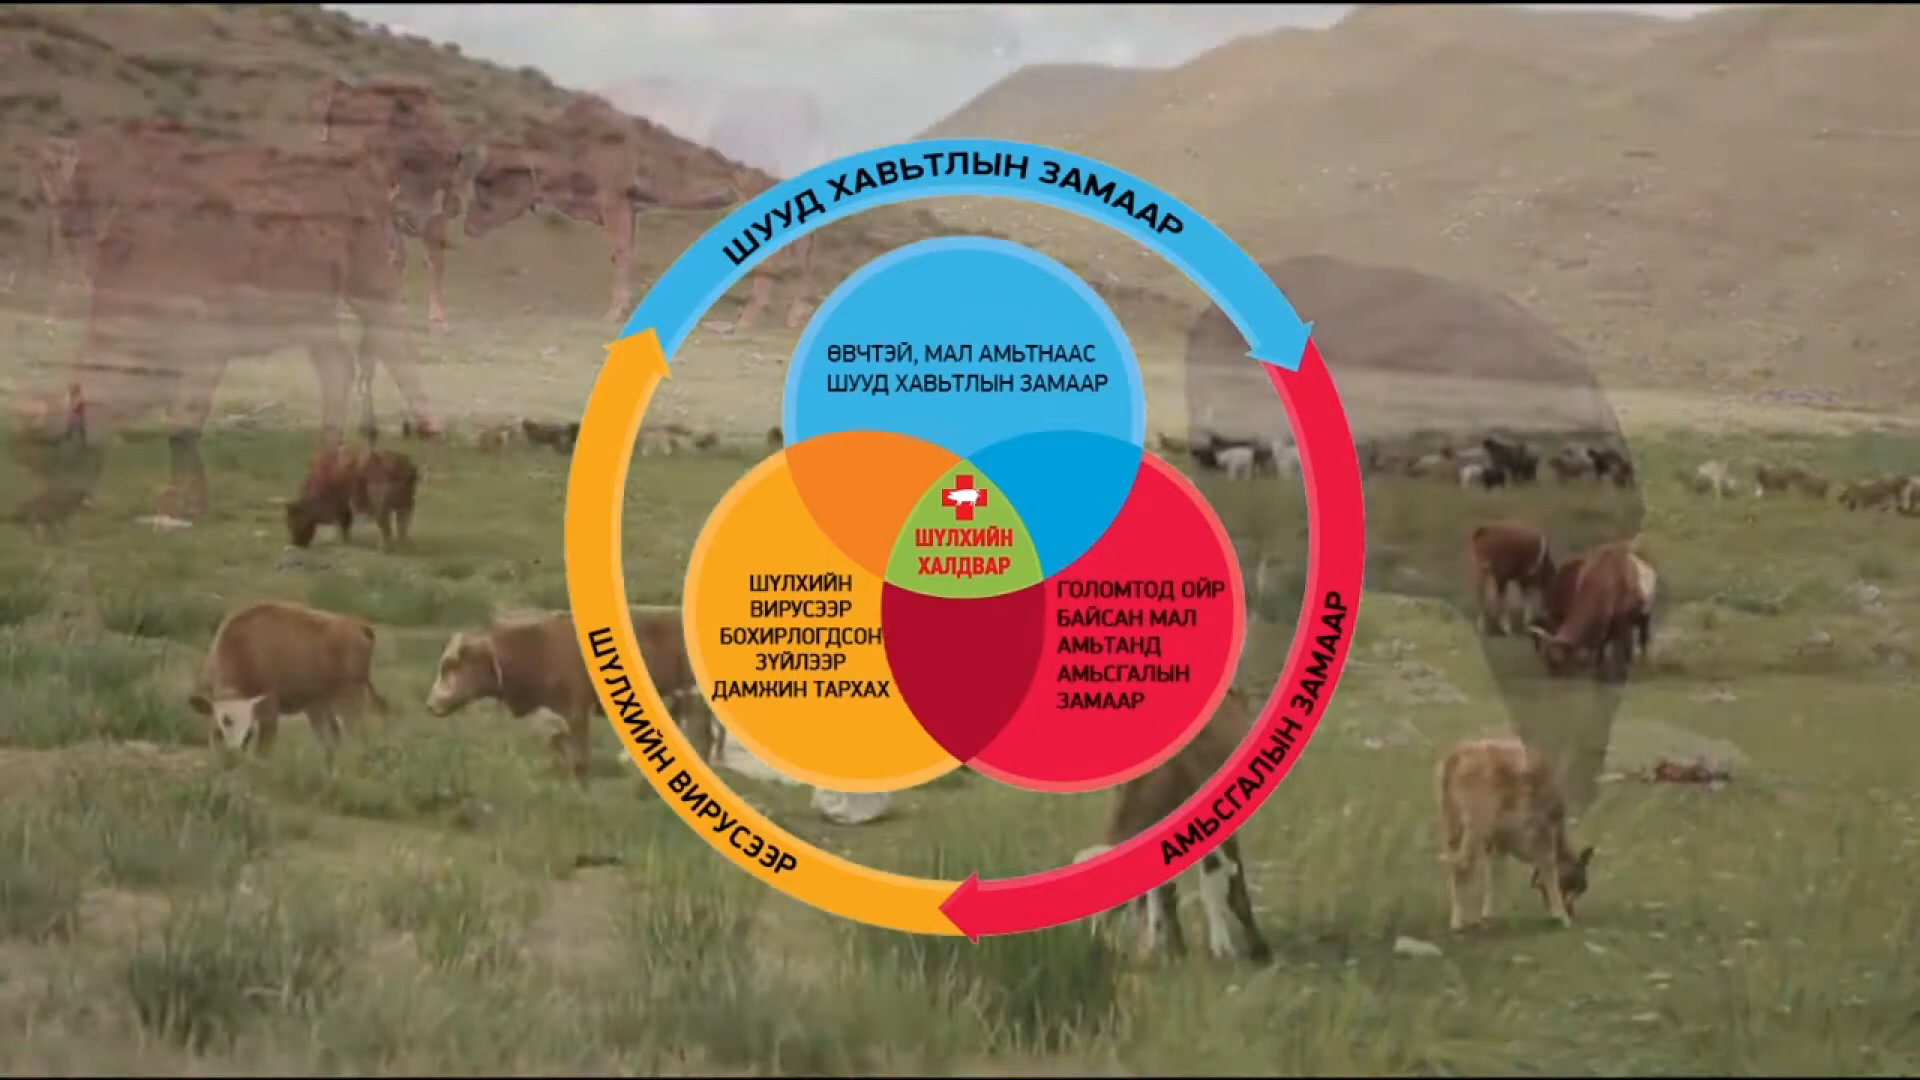 ШУУД ХАВЬТЛЫН ЗАМААР
ӨВЧТЭЙ, МАЛ АМЬТНААС
ШУУД ХАВЬТЛЫН ЗАМААР
ШҮЛХИЙН
ХАЛДВАР
ШҮЛХИЙН
ВИРУСЭЭР
БОХИРЛОГДСОН
ЗҮЙЛЭЭР
ДАМЖИН ТАРХАХ
ГОЛОМТОД ОЙР
БАЙСАН МАЛ
АМЬТАНД
АМЬСГАЛЫН
ЗАМААР
ШҮЛХИЙН ВИРУСЭЭР
АМЬСГАЛЫН ЗАМААР